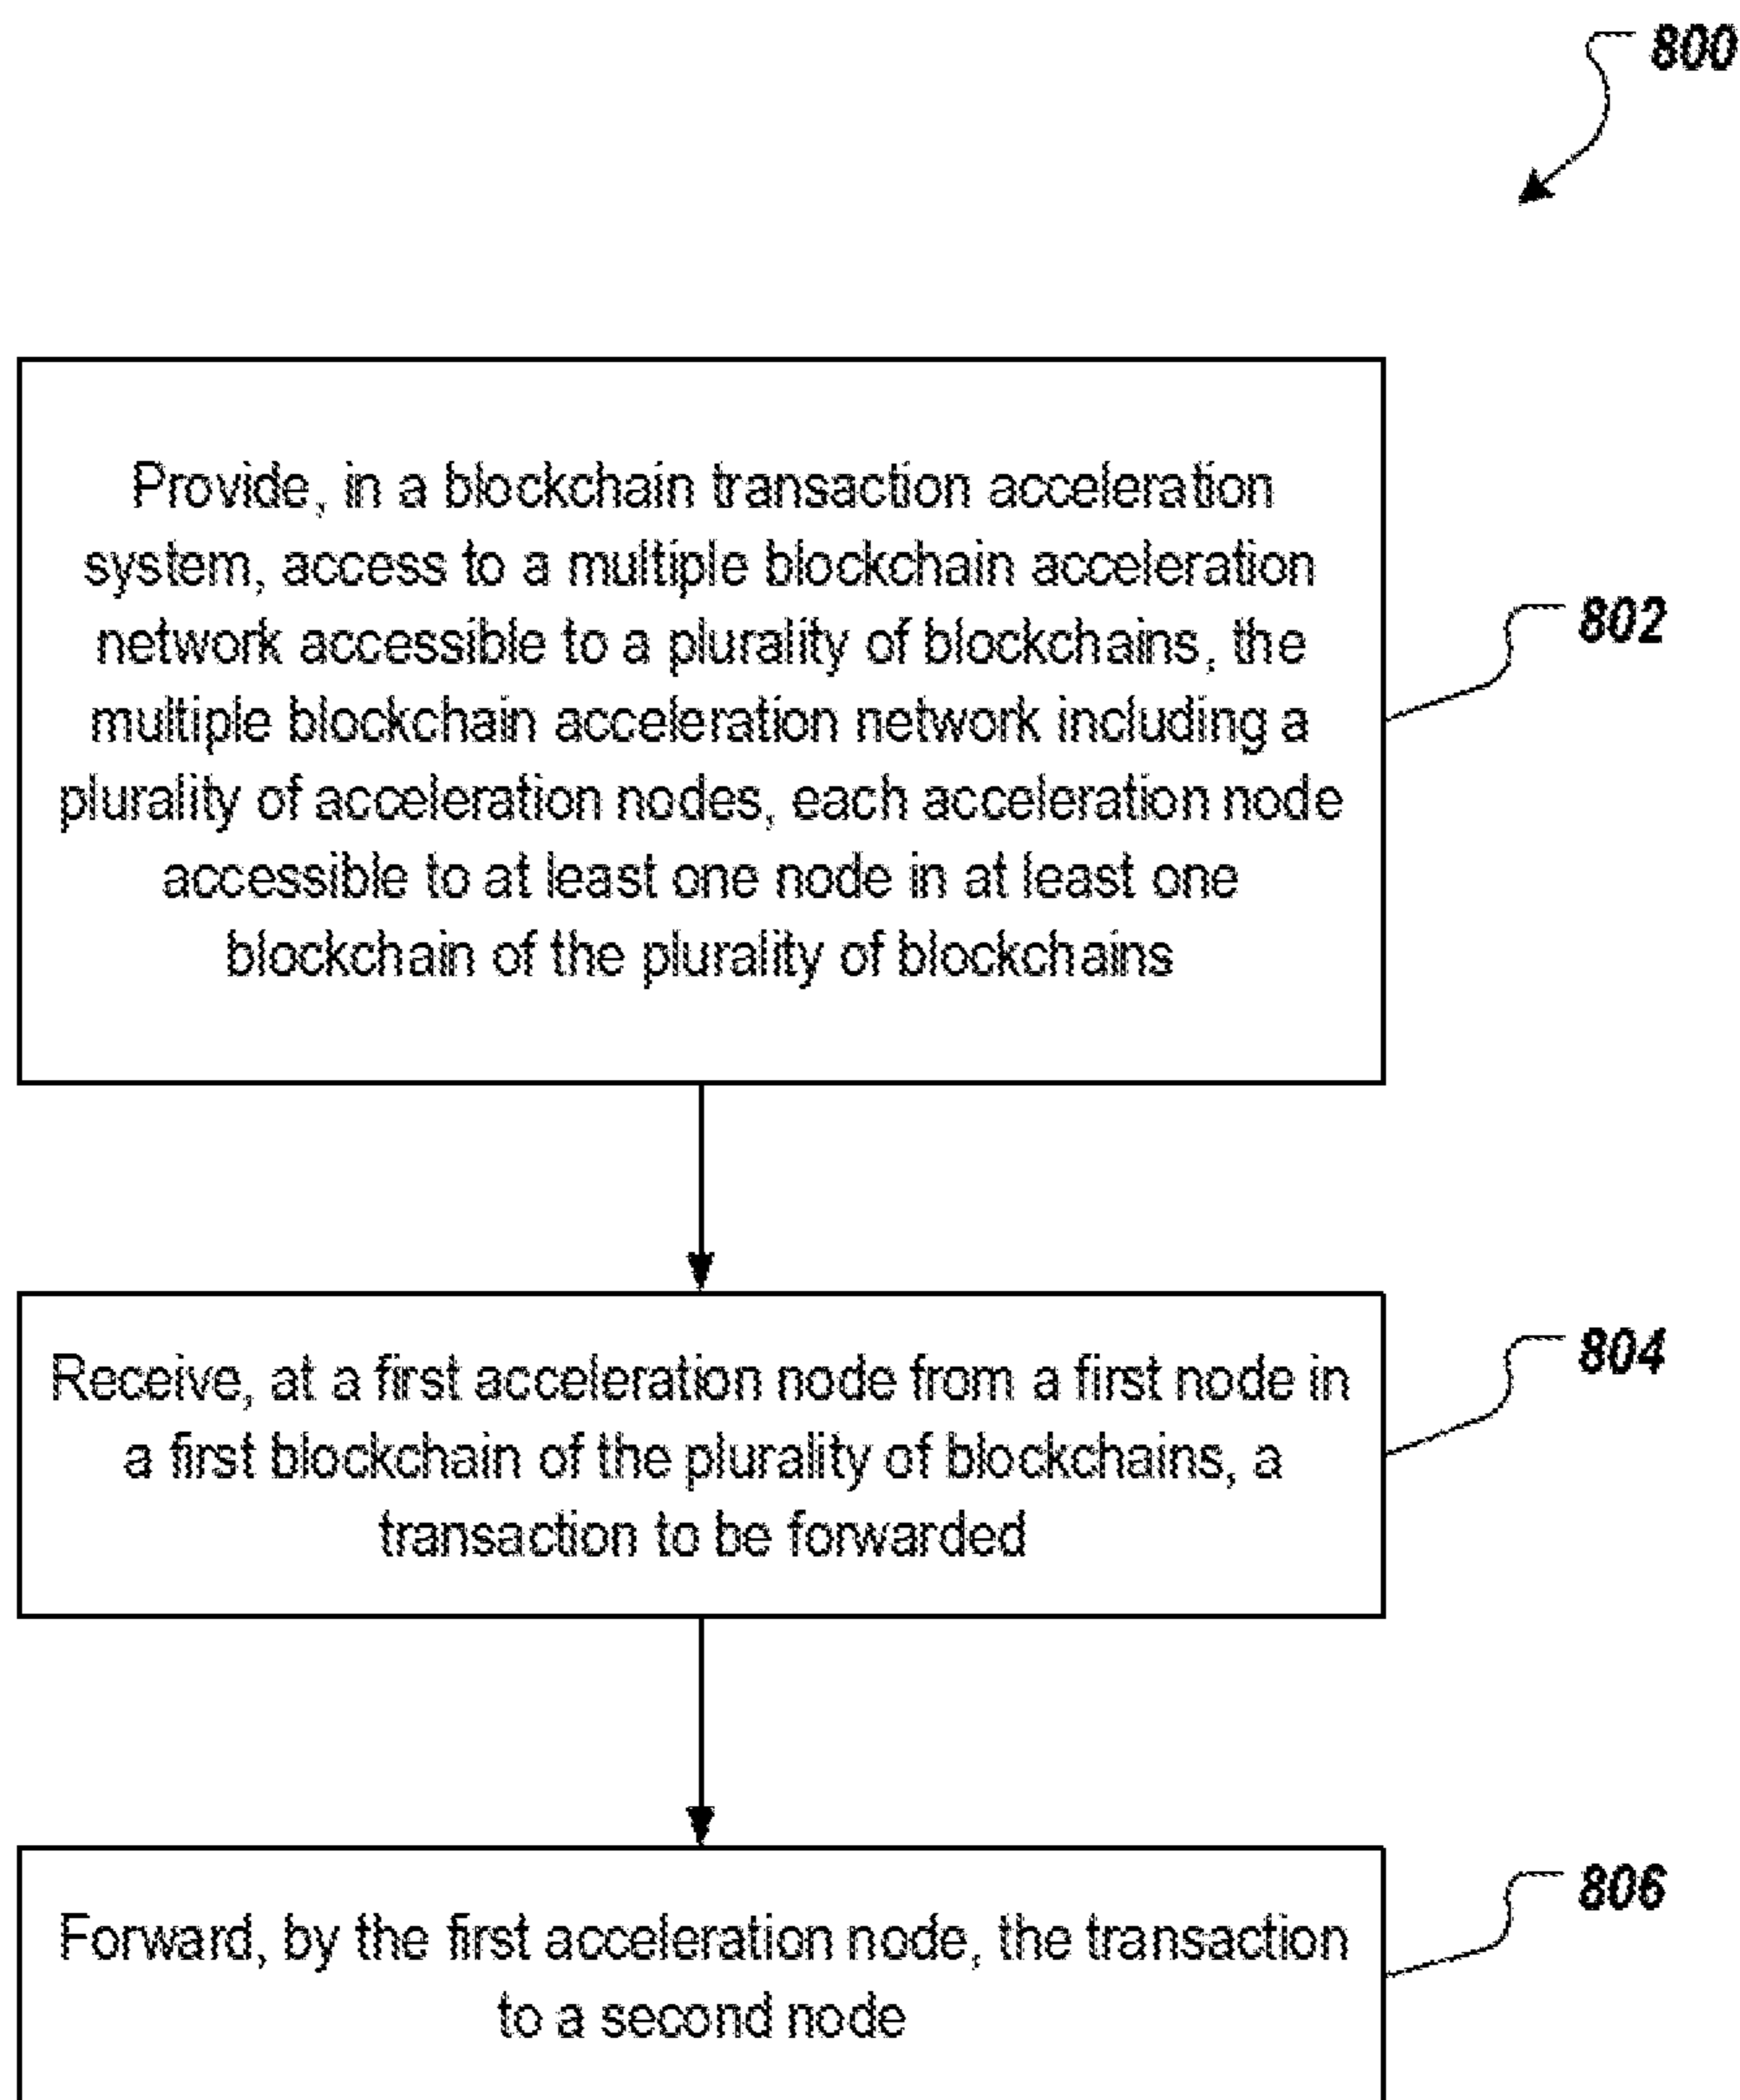 800
Provide, in a blockchain transaction acceleration
system, access to a multiple blockchain acceleration
network accessible to a plurality of blockchains, the
multiple blockchain acceleration network including a
plurality of acceleration nodes, each acceleration node
accessible to at least one node in at least one
blockchain of the plurality of blockchains
802
Receive, at a first acceleration node from a first node in
a first blockchain of the plurality of blockchains, a
transaction to be forwarded
804
Forward, by the first acceleration node, the transaction
to a second node
806